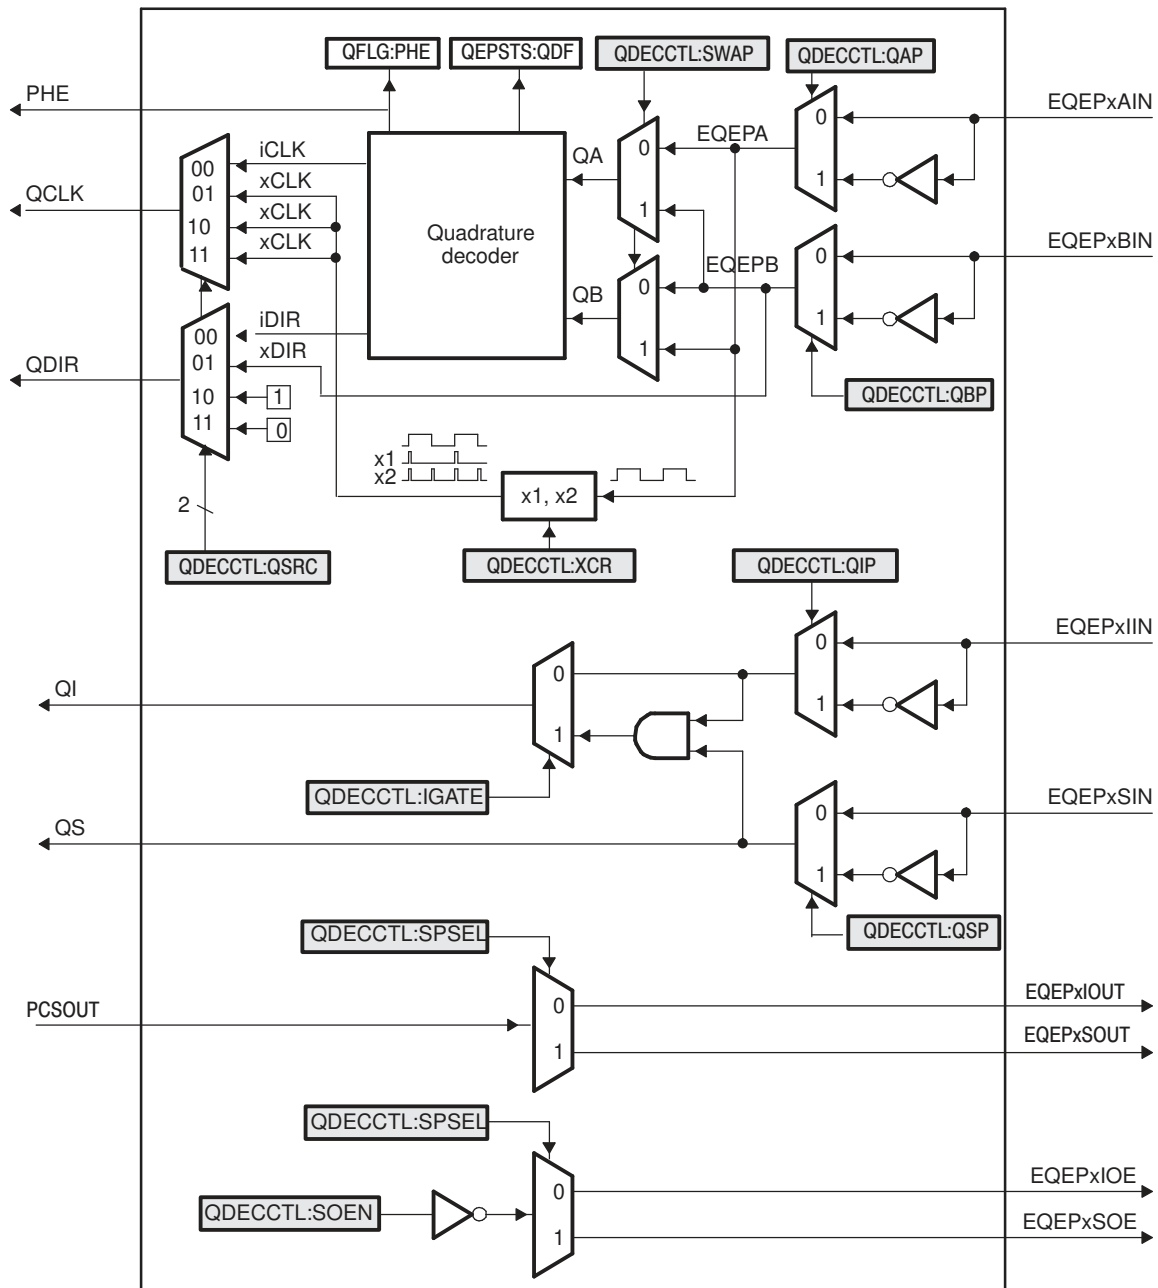 QFLG:PHE
QEPSTS:QDF
QDECCTL:SWAP
QDECCTL:QAP
PHE
EQEPxAIN
EQEPA
0
0
iCLK
QA
00
xCLK
01
1
QCLK
xCLK
10
1
xCLK
11
Quadrature
decoder
EQEPxBIN
0
EQEPB
QB
0
iDIR
00
1
xDIR
01
1
QDIR
10
1
QDECCTL:QBP
11
0
x1
x2
x1, x2
2
QDECCTL:QSRC
QDECCTL:XCR
QDECCTL:QIP
EQEPxIIN
0
0
QI
1
1
QDECCTL:IGATE
EQEPxSIN
0
QS
1
QDECCTL:SPSEL
QDECCTL:QSP
PCSOUT
0
EQEPxIOUT
1
EQEPxSOUT
QDECCTL:SPSEL
0
EQEPxIOE
QDECCTL:SOEN
1
EQEPxSOE